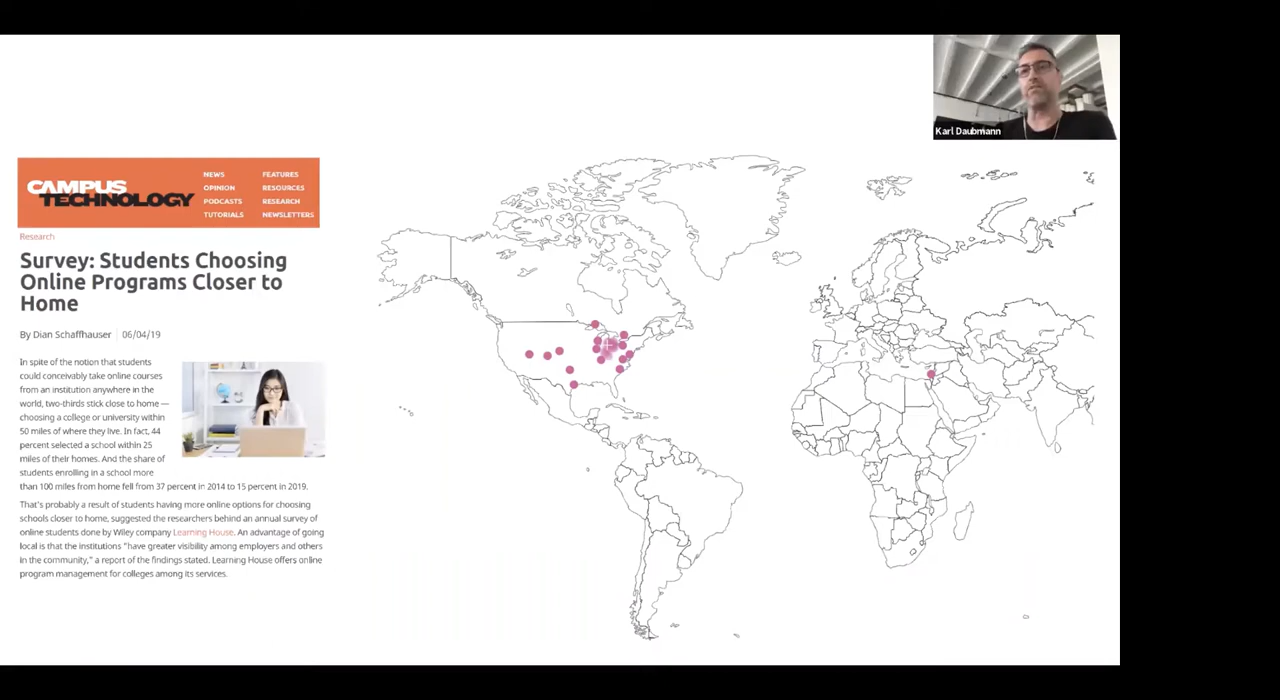 Karl Daubmann
CAMPUS
TECHNOLOGY
NEWS
OPINION
PODCASTS
TUTORIALS
FEATURES
RESOURCES
RESEARCH
NEWSLETTERS
Research
Survey: Students Choosing
Online Programs Closer to
Home
By Dian Schaffhauser
06/04/19
In spite of the notion that students
could conceivably take online courses
from an institution anywhere in the
world, two-thirds stick close to home —
choosing a college or university within
50 miles of where they live. In fact, 44
percent selected a school within 25
miles of their homes. And the share of
students enrolling in a school more
than 100 miles from home fell from 37 percent in 2014 to 15 percent in 2019.
That's probably a result of students having more online options for choosing
schools closer to home, suggested the researchers behind an annual survey of
online students done by Wiley company Learning House. An advantage of going
local is that the institutions "have greater visibility among employers and others
in the community," a report of the findings stated. Learning House offers online
program management for colleges among its services.